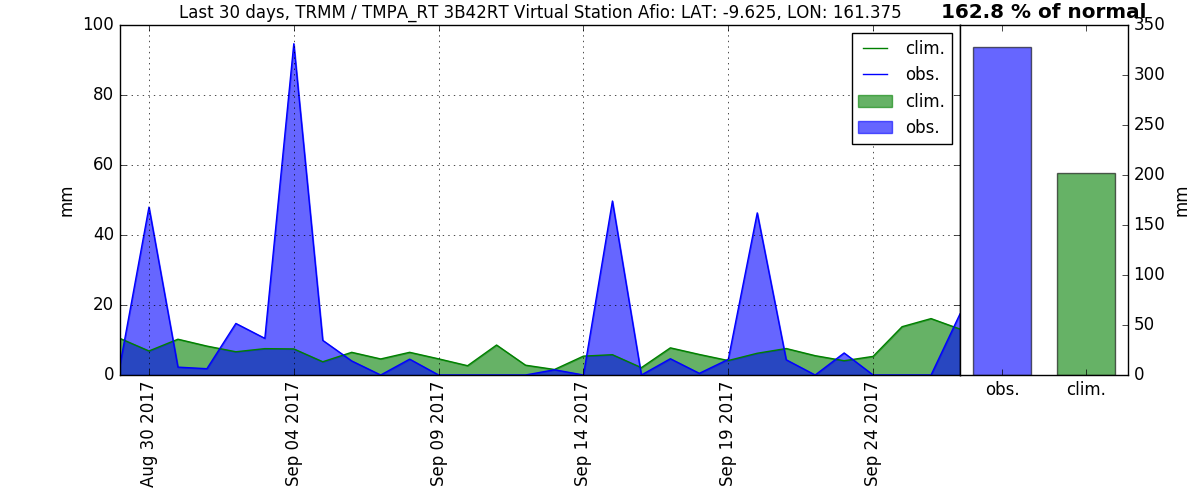 Last 30 days, TRMM / TMPA_RT 3B42RT Virtual Station Afio: LAT: -9.625, LON: 161.375
162.8 % of normal
100
80
60
40
20
0
mm
clim.
obs.
clim.
obs.
350
300
250
200
150
100
50
0
mm
obs.
clim.
Aug 30 2017
Sep 04 2017
Sep 09 2017
Sep 14 2017
Sep 19 2017
Sep 24 2017